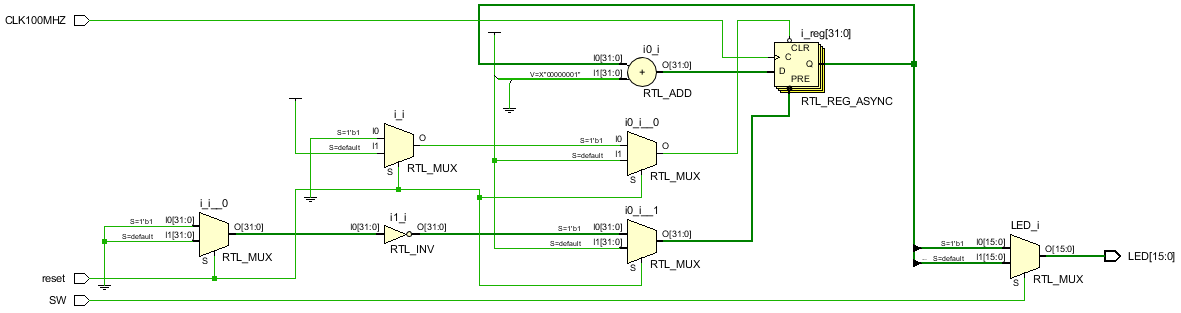 CLK100MHZ
i_reg[31:0]
CLR
C
Q
D
PRE
RTL_REG_ASYNC
i0_i
I0[31:0]
V=X"00000001"
I1[31:0]
+
O[31:0]
RTL_ADD
i_i
S=1'b1
I0
O
S=default
I1
S
RTL_MUX
i0_i__0
S=1'b1
I0
O
S=default
I1
S
RTL_MUX
i_i__0
S=1'b1
I0[31:0]
O[31:0]
S=default
I1[31:0]
S
RTL_MUX
i1_i
I0[31:0]
O[31:0]
RTL_INV
i0_i__1
S=1'b1
I0[31:0]
O[31:0]
S=default
I1[31:0]
S
RTL_MUX
LED_i
S=1'b1
I0[15:0]
O[15:0]
S=default
I1[15:0]
S
RTL_MUX
LED[15:0]
reset
SW